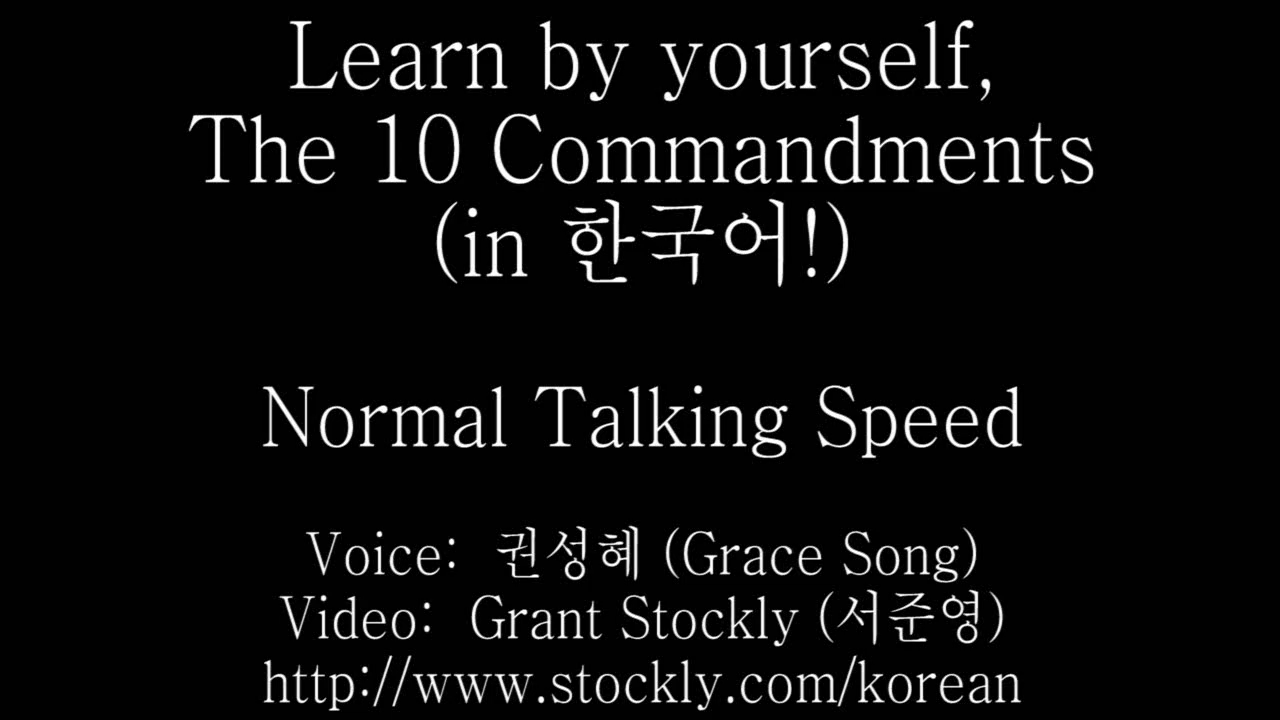 Learn by yourself,
The 10 Commandments
(in 한국어!)
Normal Talking Speed
Voice: 권성혜 (Grace Song)
Video: Grant Stockly (서준영)
http://www.stockly.com/korean